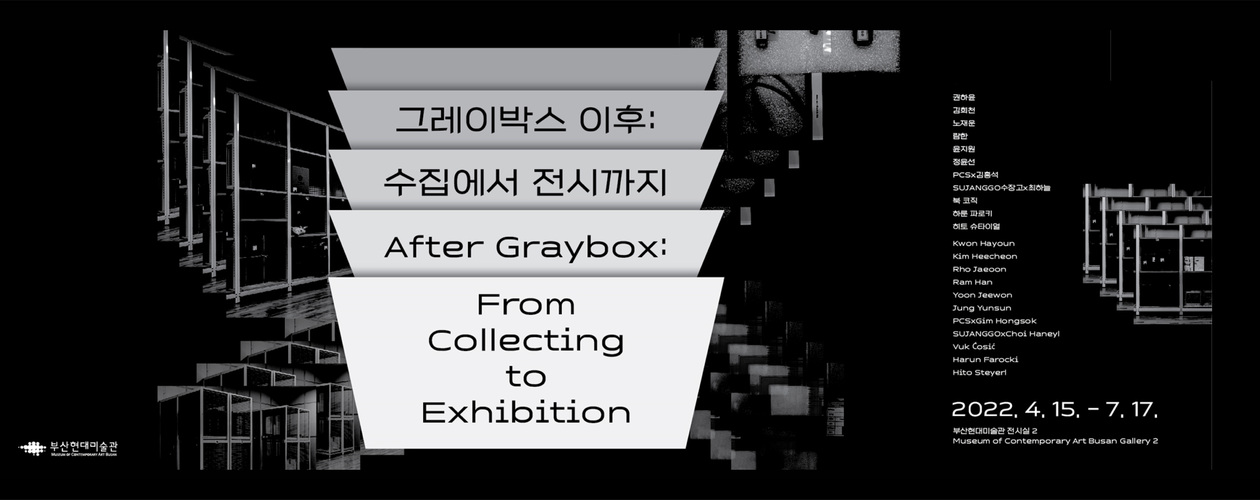 그레이박스 이후:
수집에서 전시까지
After Graybox:
From
Collecting
to
Exhibition
권하윤
김희천
노재운
람한
윤지원
정윤선
PCSx김홍석
SUJANGGO수장고x최하늘
북 코직
하룬 파로키
히토 슈타이얼
Kwon Hayoun
Kim Heecheon
Rho Jaeoon
Ram Han
Yoon Jeewon
Jung Yunsun
PCSxGim Hongsok
SUJANGGOxChoi Haneyl
Vuk Ćosić
Harun Farocki
Hito Steyerl
2022. 4. 15. – 7. 17.
부산현대미술관 전시실 2
Museum of Contemporary Art Busan Gallery 2
부산현대미술관
Museum of Contemporary Art Busan